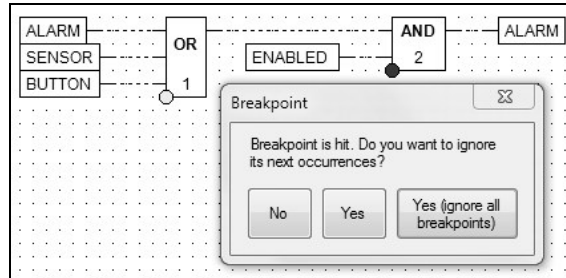 ALARM
OR
AND
ALARM
SENSOR
ENABLED
2
BUTTON
1
Breakpoint
Breakpoint is hit. Do you want to ignore
its next occurrences?
No
Yes
Yes (ignore all
breakpoints)